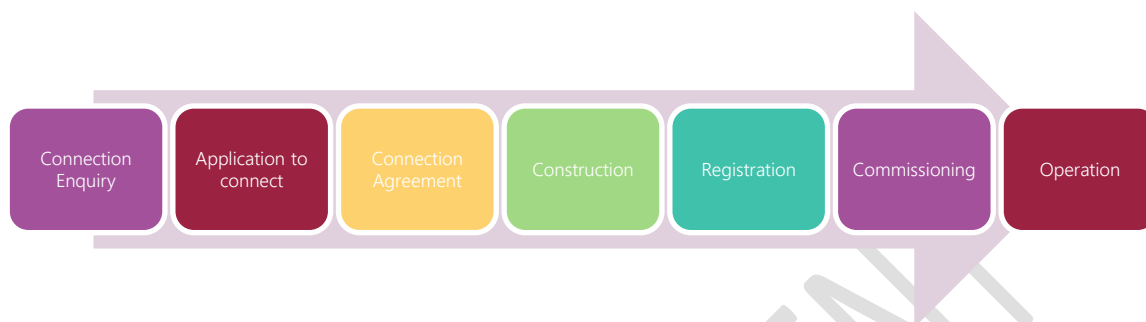 Connection
Enquiry
Application to
connect
Connection
Agreement
Construction
Registration
Commissioning
Operation